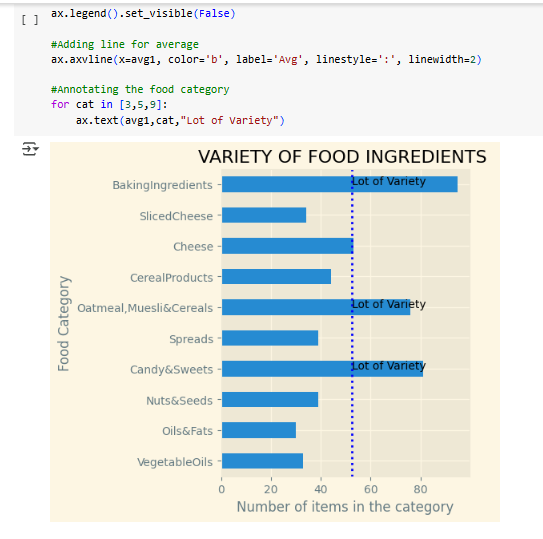 ax.legend().set_visible(False)
[ ]
#Adding line for average
ax.axvline(x=avg1, color='b', label='Avg', linestyle=':', linewidth=2)
#Annotating the food category
for cat in [3,5,9]:
    ax.text(avg1,cat,"Lot of Variety")
VARIETY OF FOOD INGREDIENTS
BakingIngredients
Lot of Variety
SlicedCheese
Cheese
CerealProducts
Oatmeal,Muesli&Cereals
Lot of Variety
Spreads
Candy&Sweets
Lot of Variety
Nuts&Seeds
Oils&Fats
VegetableOils
Food Category
0 20 40 60 80
Number of items in the category